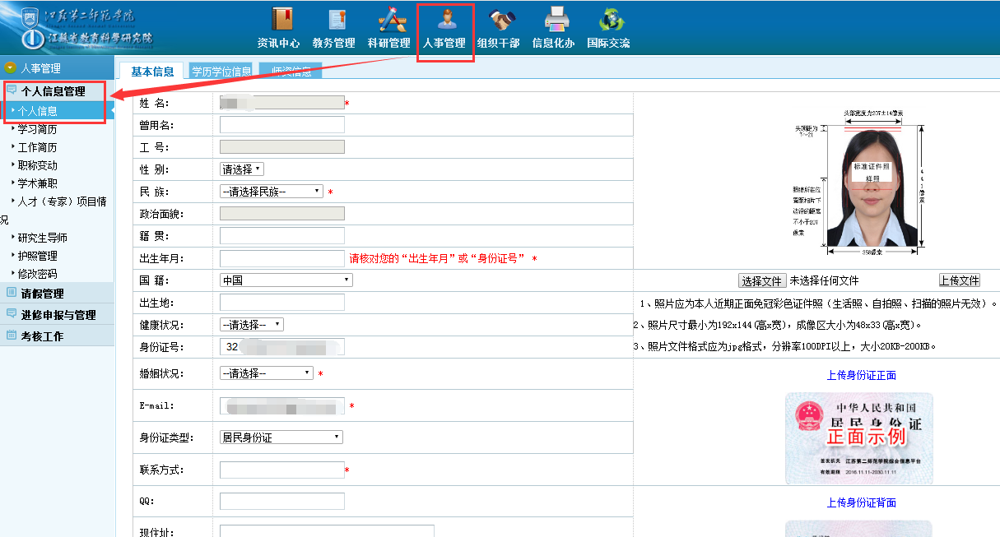 江苏第二师范学院
江苏省教育科学研究院
资讯中心 教务管理 科研管理 人事管理 组织干部 信息化办 国际交流
人事管理
个人信息管理
个人信息
学习简历
工作简历
职称变动
学术兼职
人才（专家）项目情
况
研究生导师
护照管理
修改密码
请假管理
进修申报与管理
考核工作
基本信息 学历学位信息 师资信息
姓 名: *
曾用名:
工 号:
性 别: 请选择
民 族: --请选择民族-- *
政治面貌:
籍 贯:
出生年月: 请核对您的“出生年月”或“身份证号” *
国 籍: 中国
出生地:
健康状况: --请选择--
身份证号: 32
婚姻状况: --请选择-- *
E-mail: *
身份证类型: 居民身份证
联系方式: *
QQ:
现住址:
头部宽度为207±14像素
头顶距为
7～21
标准证件照
样照
441像素
眼睛所在位
置距相片下
边沿的距离
不小于207
像素
358像素
选择文件 未选择任何文件 上传文件
1、照片应为本人近期正面免冠彩色证件照（生活照、自拍照、扫描的照片无效）。
2、照片尺寸最小为192x144(高x宽)，成像区大小为48x33(高x宽)。
3、照片文件格式应为jpg格式，分辨率100DPI以上，大小20KB-200KB。
上传身份证正面
中华人民共和国
居民身份证
正面示例
签发机关 江苏第二师范学院综合信息平台
有效期限 2016.11.11-2030.11.11
上传身份证背面